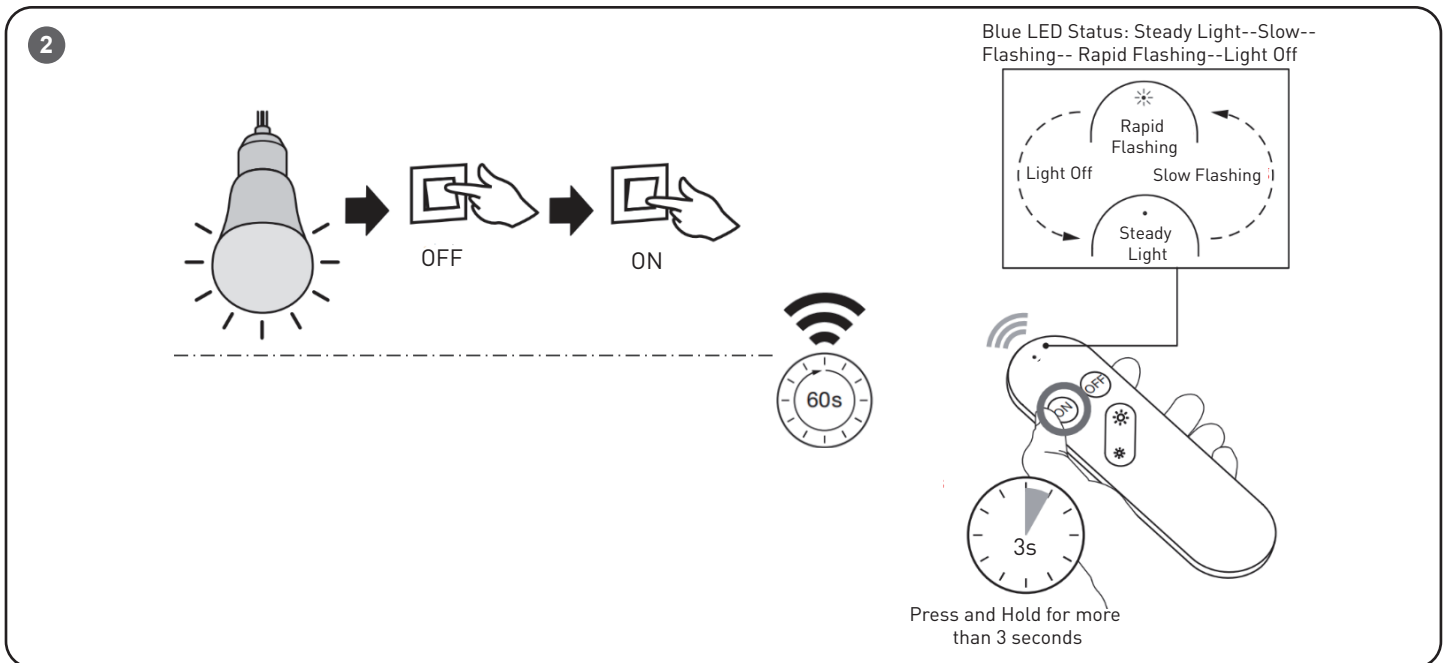 2
Blue LED Status: Steady Light--Slow--
Flashing-- Rapid Flashing--Light Off
Rapid
Flashing
Light Off
Slow Flashing
Steady
Light
OFF
ON
60s
OFF
ON
3s
Press and Hold for more
than 3 seconds